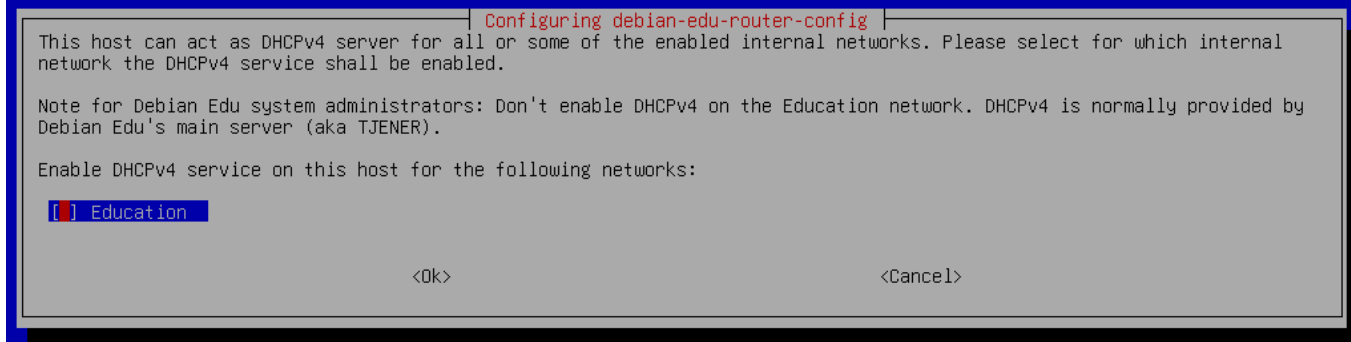 Configuring debian-edu-router-config
This host can act as DHCPv4 server for all or some of the enabled internal networks. Please select for which internal
network the DHCPv4 service shall be enabled.
Note for Debian Edu system administrators: Don't enable DHCPv4 on the Education network. DHCPv4 is normally provided by
Debian Edu's main server (aka TJENER).
Enable DHCPv4 service on this host for the following networks:
[ ] Education
<Ok> <Cancel>